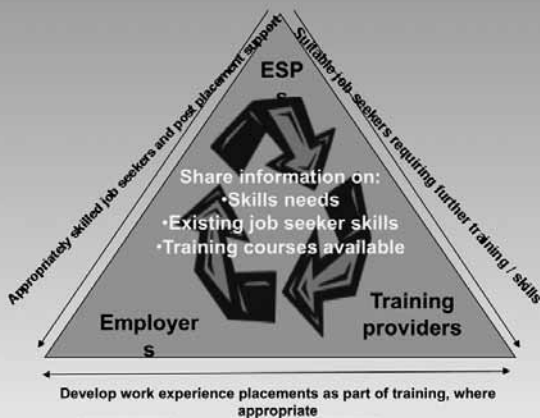 Appropriately skilled job seekers and post placement support
Suitable job seekers requiring further training / skills
ESP
s
Share information on:
•Skills needs
•Existing job seeker skills
•Training courses available
Employer
s
Training
providers
Develop work experience placements as part of training, where
appropriate